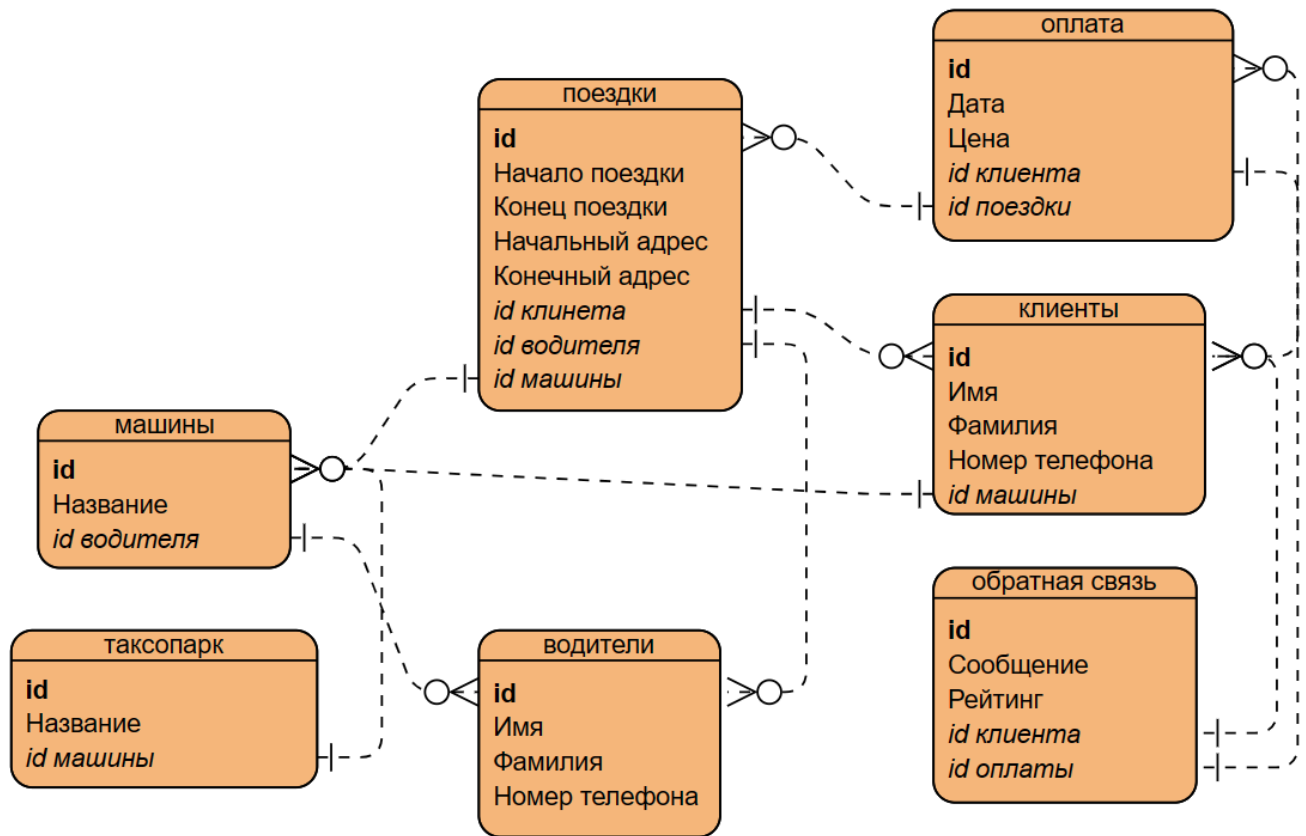 оплата
id
Дата
Цена
id клиента
id поездки
поездки
id
Начало поездки
Конец поездки
Начальный адрес
Конечный адрес
id клинета
id водителя
id машины
клиенты
id
Имя
Фамилия
Номер телефона
id машины
машины
id
Название
id водителя
таксопарк
id
Название
id машины
водители
id
Имя
Фамилия
Номер телефона
обратная связь
id
Сообщение
Рейтинг
id клиента
id оплаты